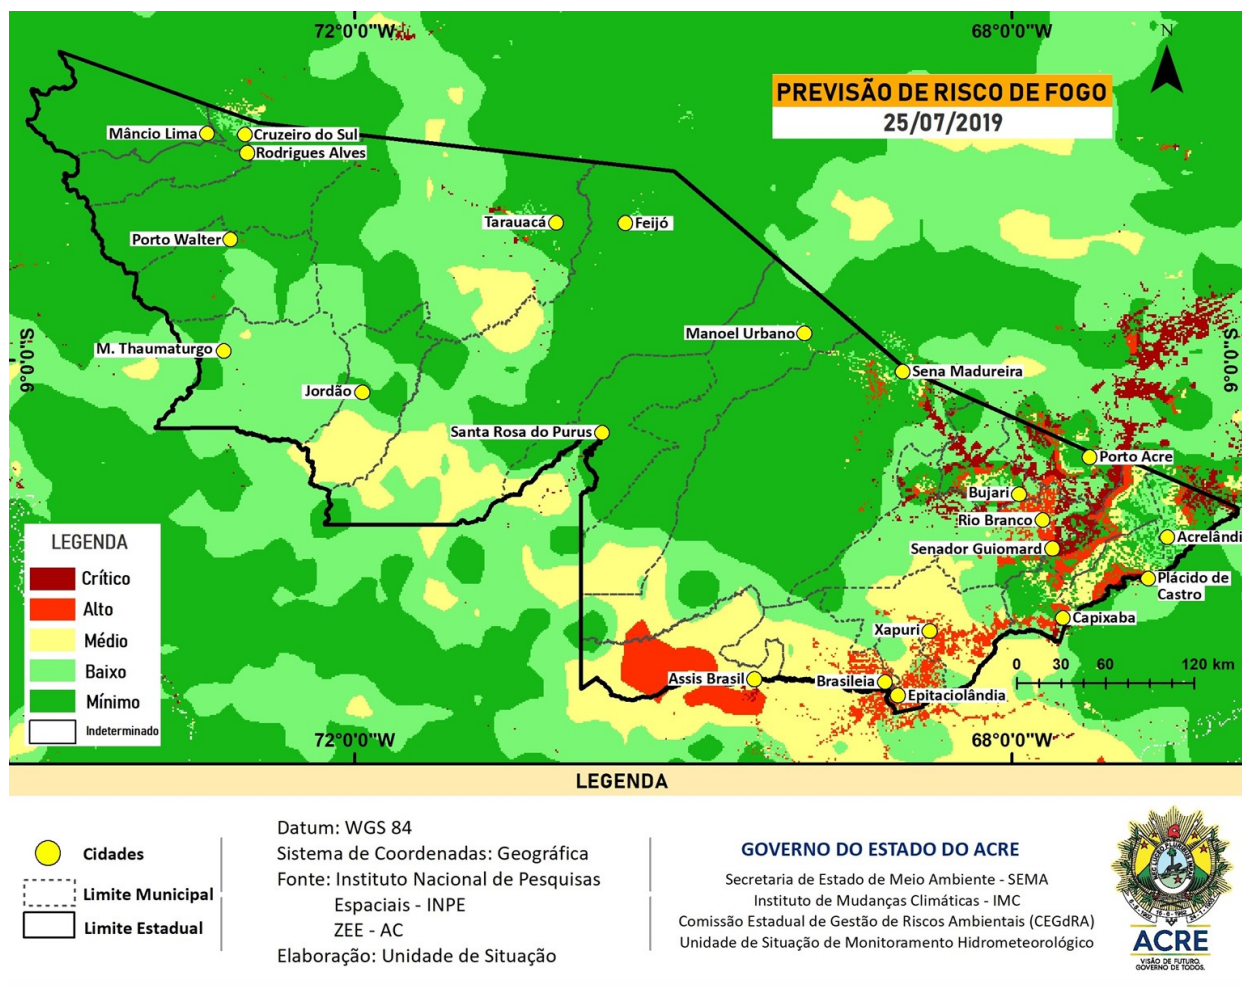 72°0'0"W
68°0'0"W
N
PREVISÃO DE RISCO DE FOGO
25/07/2019
Mâncio Lima
Cruzeiro do Sul
Rodrigues Alves
Tarauacá
Feijó
Porto Walter
Manoel Urbano
M. Thaumaturgo
9°0'0"S
9°0'0"S
Sena Madureira
Jordão
Santa Rosa do Purus
Porto Acre
Bujari
Rio Branco
Acrelândi
Senador Guiomard
Plácido de
Castro
Capixaba
Xapuri
Assis Brasil
Brasileia
Epitaciolândia
0 30 60 120 km
LEGENDA
Crítico
Alto
Médio
Baixo
Mínimo
Indeterminado
72°0'0"W
68°0'0"W
LEGENDA
Cidades
Limite Municipal
Limite Estadual
Datum: WGS 84
Sistema de Coordenadas: Geográfica
Fonte: Instituto Nacional de Pesquisas
Espaciais - INPE
ZEE - AC
Elaboração: Unidade de Situação
GOVERNO DO ESTADO DO ACRE
Secretaria de Estado de Meio Ambiente - SEMA
Instituto de Mudanças Climáticas - IMC
Comissão Estadual de Gestão de Riscos Ambientais (CEGdRA)
Unidade de Situação de Monitoramento Hidrometeorológico
ACRE
VISÃO DE FUTURO.
GOVERNO DE TODOS.